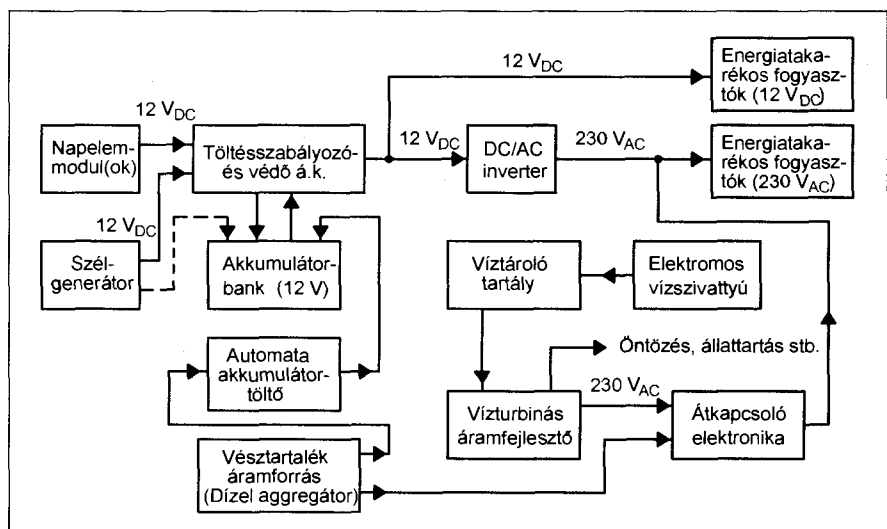 12 V_DC
Energiataka-
rékos fogyasz-
tók (12 V_DC)
12 V_DC
Napelem-
modul(ok)
Töltésszabályozó-
és védő á.k.
12 V_DC
DC/AC
inverter
230 V_AC
Energiataka-
rékos fogyasz-
tók (230 V_AC)
12 V_DC
Szél-
generátor
Akkumulátor-
bank (12 V)
Víztároló
tartály
Elektromos
vízszivattyú
Automata
akkumulátor-
töltő
Öntözés, állattartás stb.
230 V_AC
Vízturbinás
áramfejlesztő
Átkapcsoló
elektronika
Vésztartalék
áramforrás
(Dízel aggregátor)